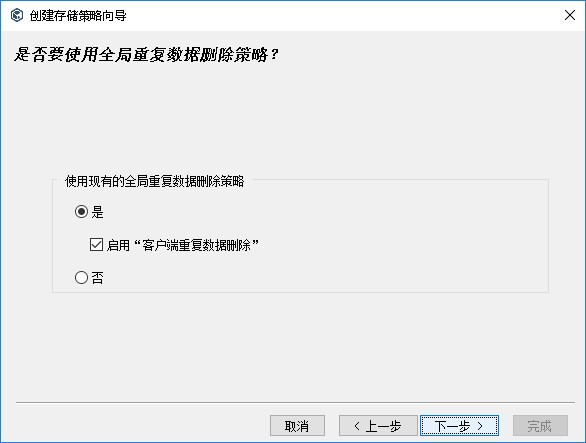 创建存储策略向导
是否要使用全局重复数据删除策略？
使用现有的全局重复数据删除策略
是
启用“客户端重复数据删除”
否
取消
< 上一步
下一步 >
完成